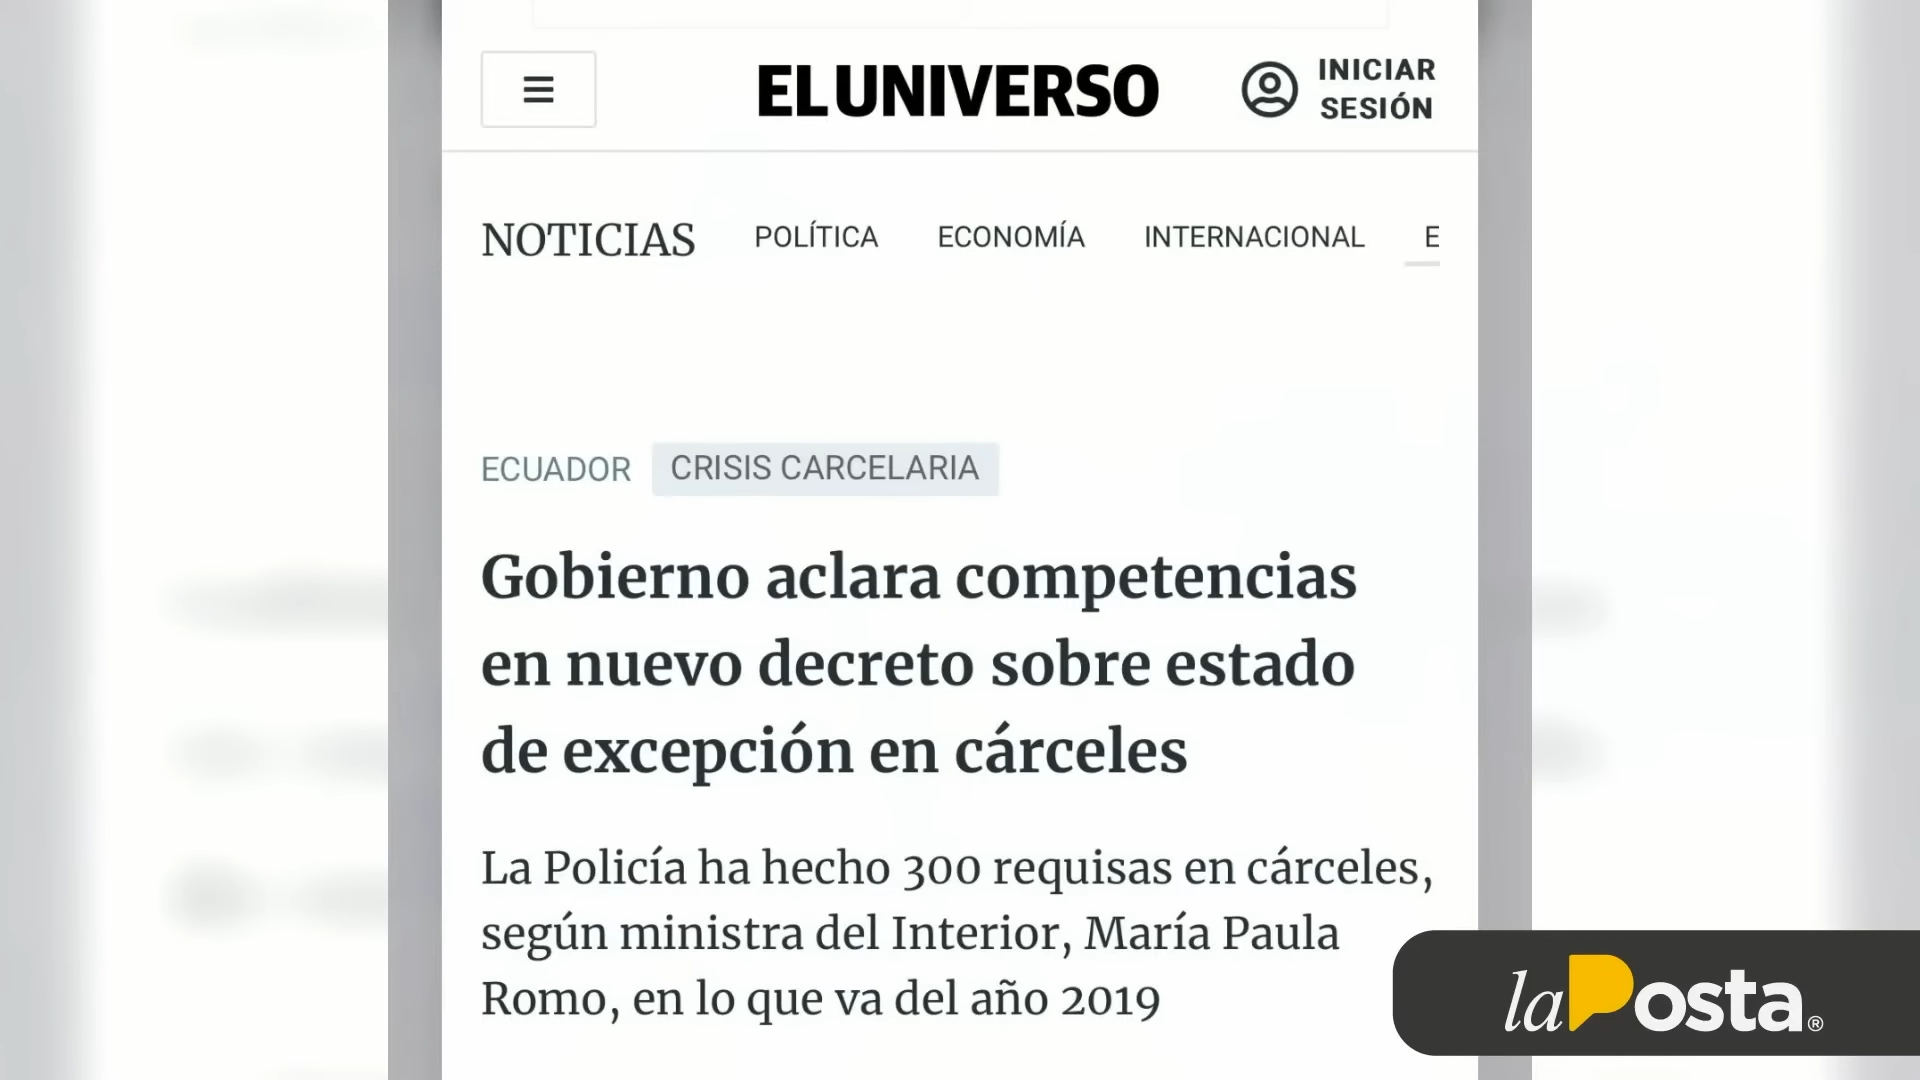 EL UNIVERSO
INICIAR
SESIÓN
NOTICIAS POLÍTICA ECONOMÍA INTERNACIONAL E
ECUADOR CRISIS CARCELARIA
Gobierno aclara competencias
en nuevo decreto sobre estado
de excepción en cárceles
La Policía ha hecho 300 requisas en cárceles,
según ministra del Interior, María Paula
Romo, en lo que va del año 2019
la Posta®